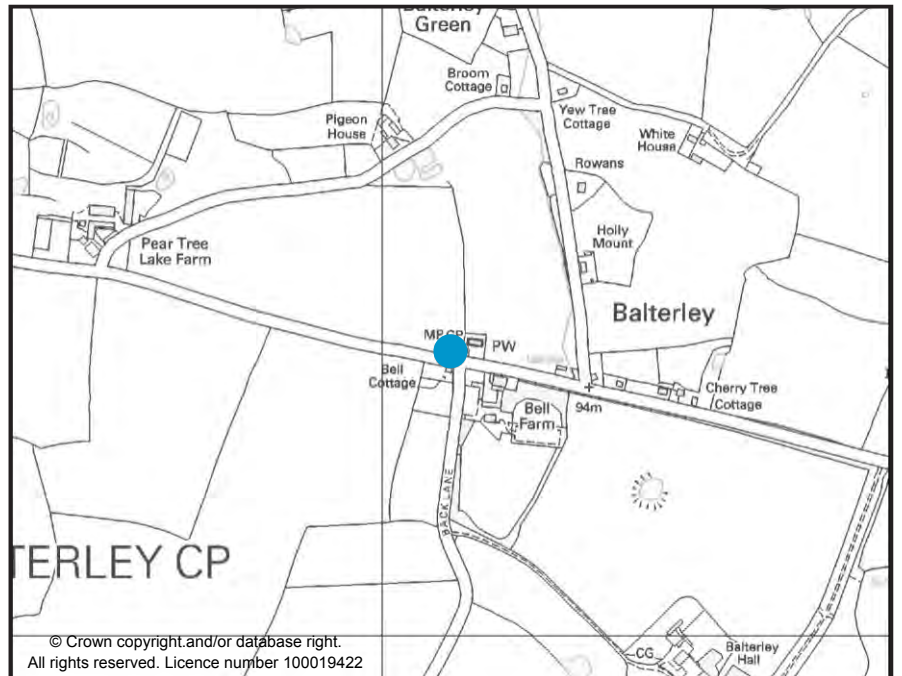 Balterley
Green
Broom
Cottage
Yew Tree
Cottage
Pigeon
House
White
House
Rowans
Holly
Mount
Pear Tree
Lake Farm
Balterley
PW
Bell
Cottage
Bell
Farm
94m
Cherry Tree
Cottage
BACK LANE
TERLEY CP
CG
Balterley
Hall
© Crown copyright.and/or database right.
All rights reserved. Licence number 100019422